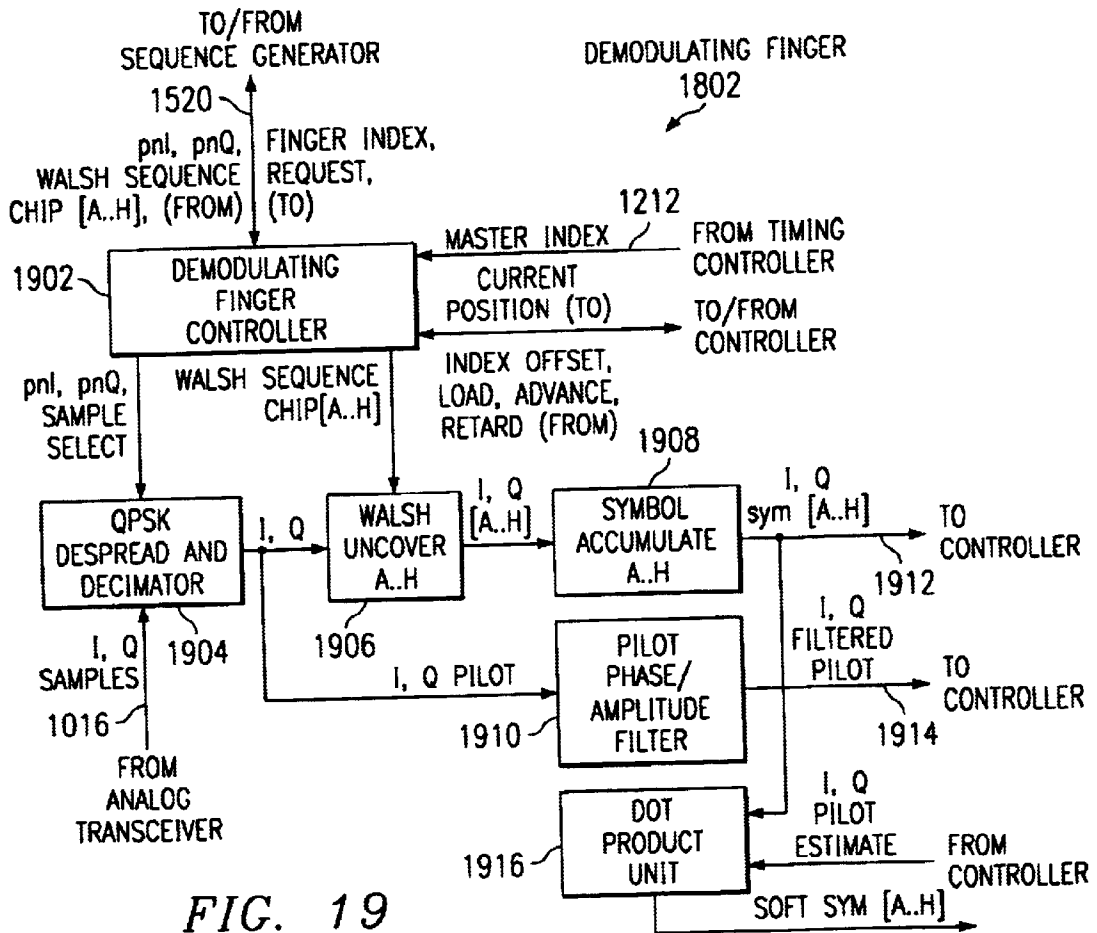 TO/FROM
SEQUENCE GENERATOR
DEMODULATING FINGER
1802
1520
pnI, pnQ,
WALSH SEQUENCE
CHIP [A..H], (FROM)
FINGER INDEX,
REQUEST,
(TO)
1212
MASTER INDEX
FROM TIMING
CONTROLLER
1902
DEMODULATING
FINGER
CONTROLLER
CURRENT
POSITION (TO)
TO/FROM
CONTROLLER
INDEX OFFSET,
LOAD, ADVANCE,
RETARD (FROM)
pnI, pnQ,
SAMPLE
SELECT
WALSH SEQUENCE
CHIP[A..H]
1908
QPSK
DESPREAD AND
DECIMATOR
1904
I, Q
WALSH
UNCOVER
A..H
1906
I, Q
[A..H]
SYMBOL
ACCUMULATE
A..H
I, Q
sym [A..H]
TO
CONTROLLER
1912
I, Q
SAMPLES
1016
FROM
ANALOG
TRANSCEIVER
I, Q PILOT
PILOT
PHASE/
AMPLITUDE
FILTER
1910
I, Q
FILTERED
PILOT
TO
CONTROLLER
1914
DOT
PRODUCT
UNIT
1916
I, Q
PILOT
ESTIMATE
FROM
CONTROLLER
SOFT SYM [A..H]
FIG. 19